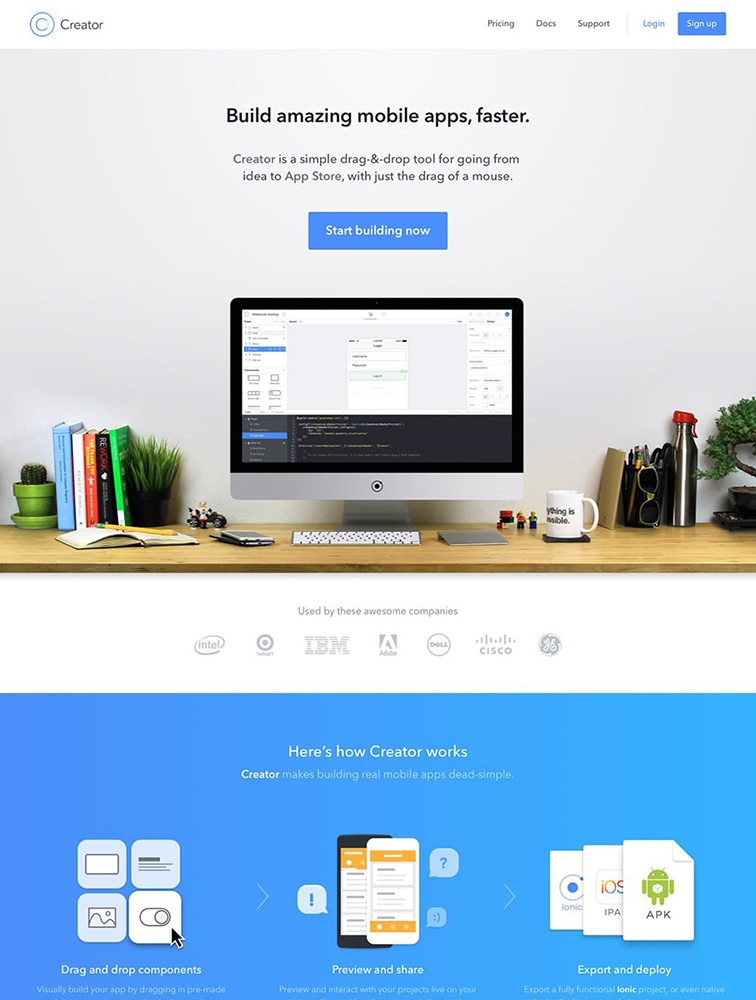 Creator
Pricing
Docs
Support
Login
Sign up
Build amazing mobile apps, faster.
Creator is a simple drag-&-drop tool for going from
idea to App Store, with just the drag of a mouse.
Start building now
Login
Username
Password
Log In
REWORK
ything is
ossible.
Used by these awesome companies
intel
TARGET
IBM
Adobe
DELL
CISCO
GE
Here's how Creator works
Creator makes building real mobile apps dead-simple.
!
?
:)
ionic
iOS
IPA
APK
Drag and drop components
Preview and share
Export and deploy
Visually build your app by dragging in pre-made
Preview and interact with your projects live on your
Export a fully functional Ionic project, or even native